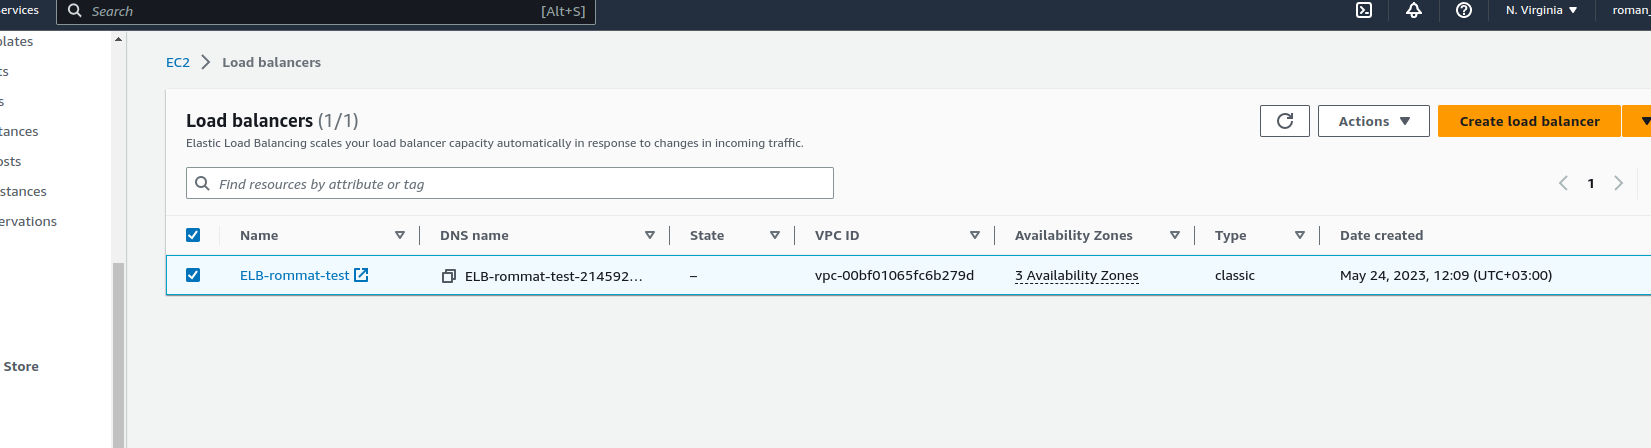 ervices Search [Alt+S] N. Virginia roman_
plates
ts
s
tances
osts
stances
ervations
Store
EC2 Load balancers
Load balancers (1/1) Actions Create load balancer
Elastic Load Balancing scales your load balancer capacity automatically in response to changes in incoming traffic.
Find resources by attribute or tag 1
Name DNS name State VPC ID Availability Zones Type Date created
ELB-rommat-test ELB-rommat-test-214592... – vpc-00bf01065fc6b279d 3 Availability Zones classic May 24, 2023, 12:09 (UTC+03:00)